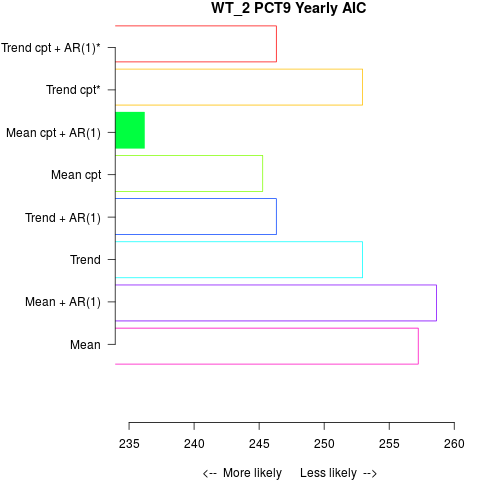 WT_2 PCT9 Yearly AIC
Trend cpt + AR(1)*
Trend cpt*
Mean cpt + AR(1)
Mean cpt
Trend + AR(1)
Trend
Mean + AR(1)
Mean
235 240 245 250 255 260
<-- More likely Less likely -->